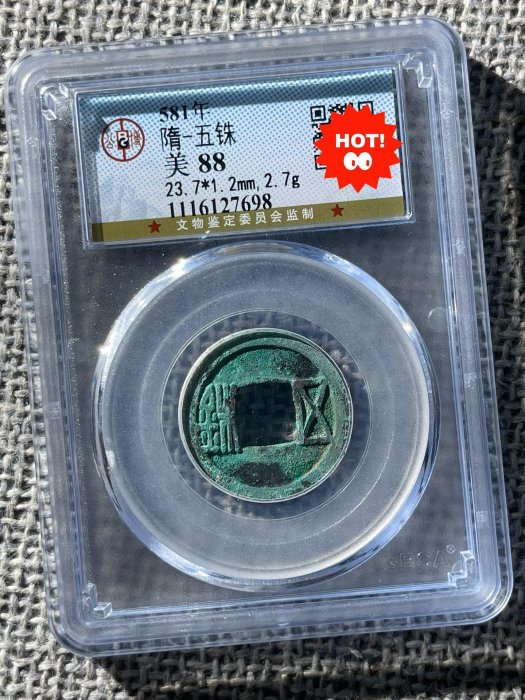 581年
隋-五铢
美 88
23.7*1.2mm,2.7g
1116127698
文物鉴定委员会监制
HOT!
五